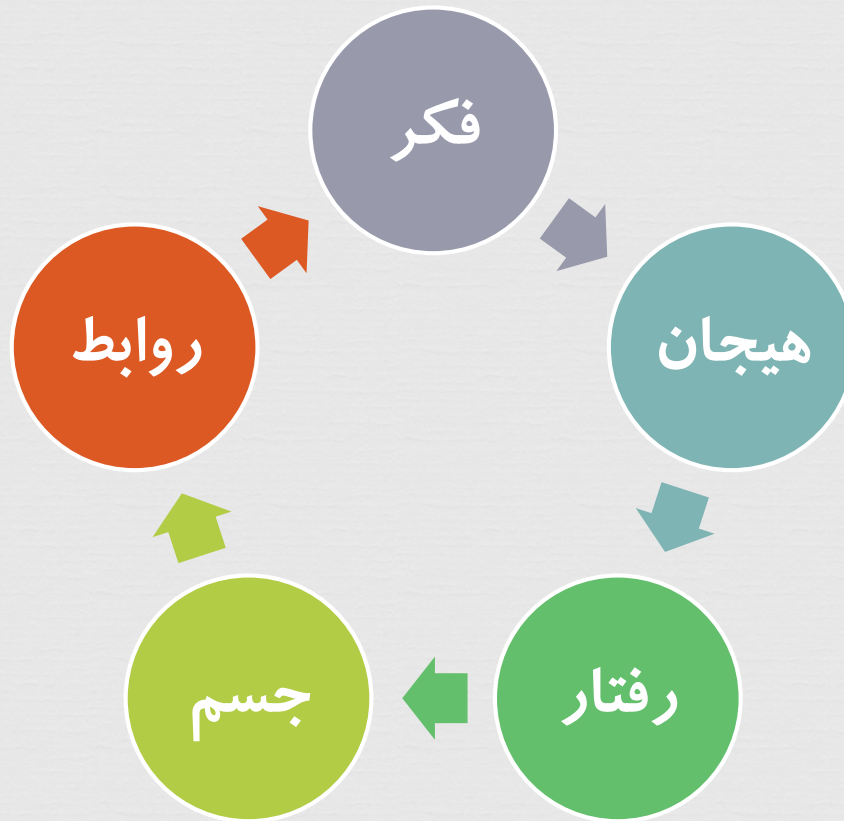 فکر
هیجان
رفتار
جسم
روابط